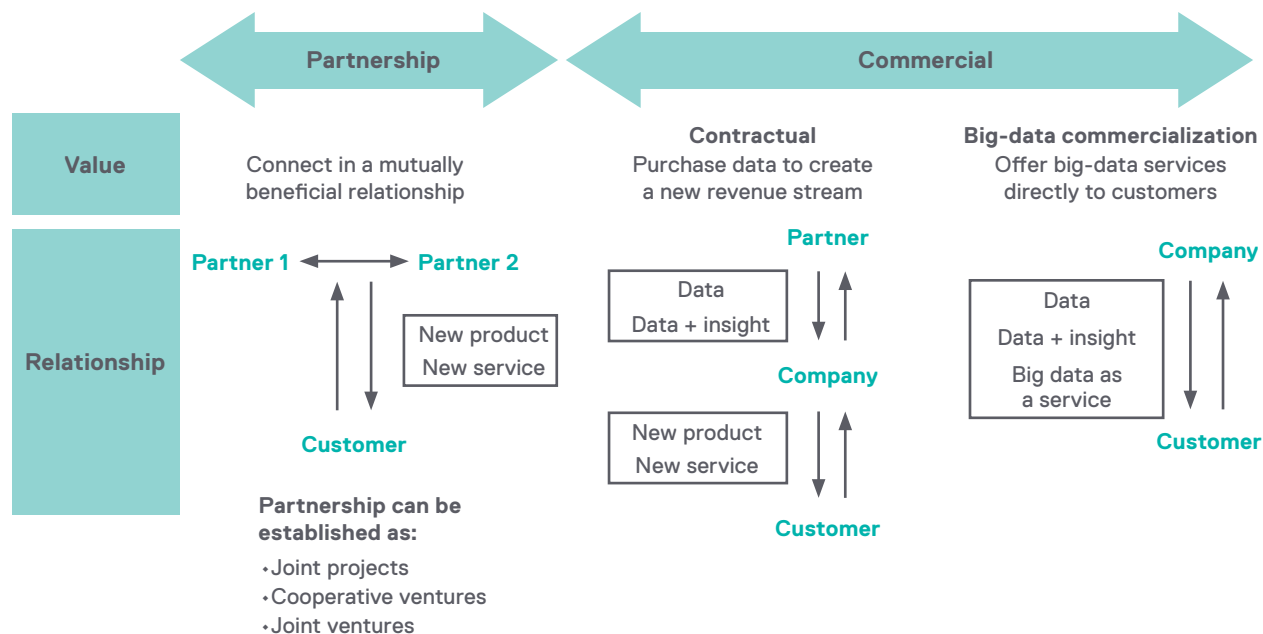 Partnership
Commercial
Value
Connect in a mutually
beneficial relationship
Contractual
Purchase data to create
a new revenue stream
Big-data commercialization
Offer big-data services
directly to customers
Relationship
Partner 1
Partner 2
New product
New service
Customer
Partnership can be
established as:
•Joint projects
•Cooperative ventures
•Joint ventures
Partner
Data
Data + insight
Company
New product
New service
Customer
Company
Data
Data + insight
Big data as
a service
Customer